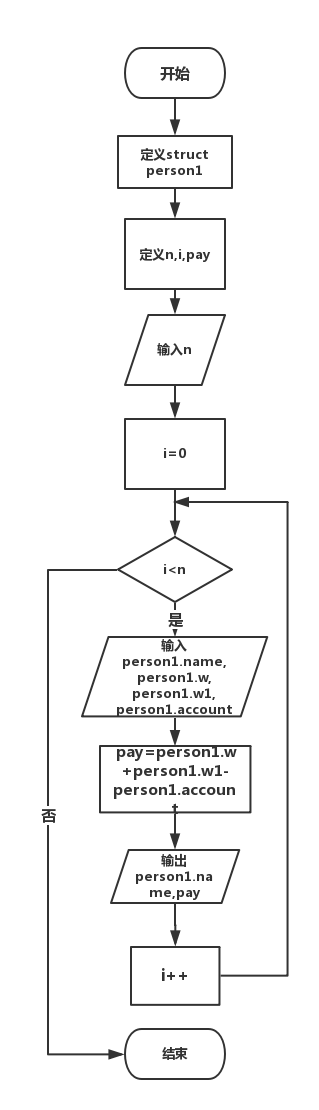 开始
定义struct
person1
定义n,i,pay
输入n
i=0
i<n
是
输入
person1.name,
person1.w,
person1.w1,
person1.account
pay=person1.w
+person1.w1-
person1.accoun
t
否
输出
person1.na
me,pay
i++
结束